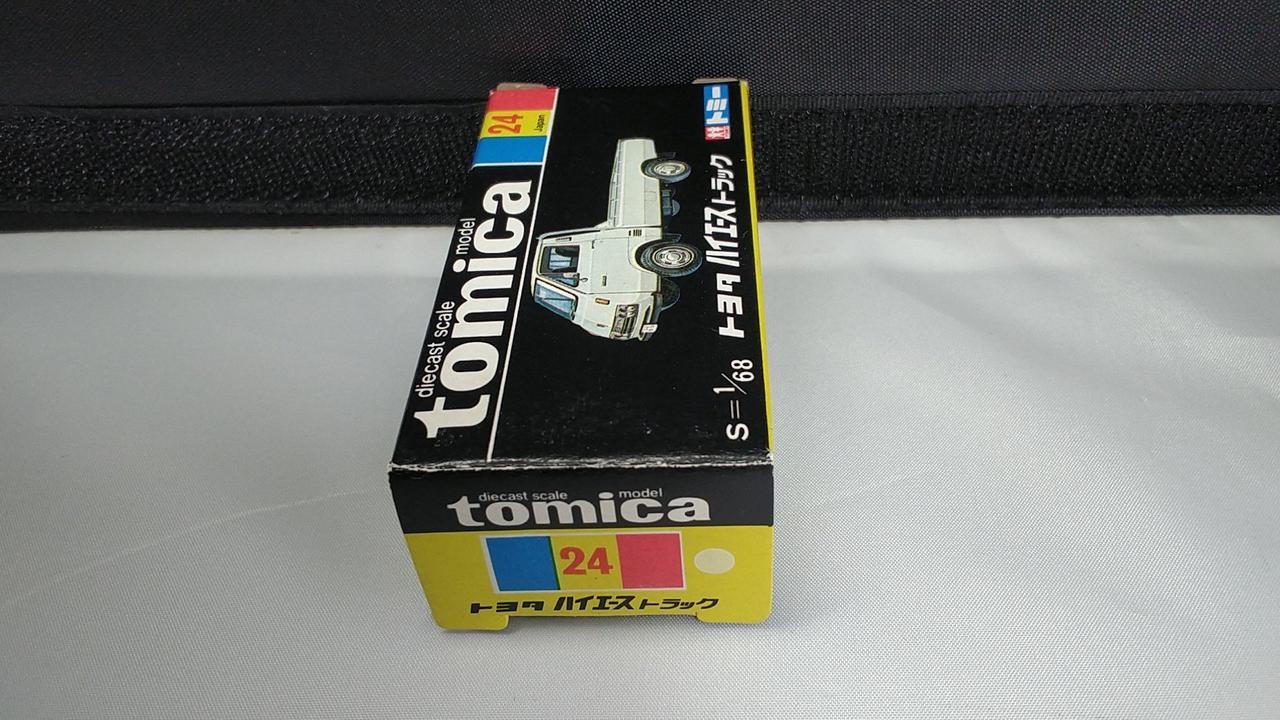 24
Japan
diecast scale model
tomica
トミー
トヨタ ハイエーストラック
S=1/68
diecast scale model
tomica
24
トヨタ ハイエーストラック